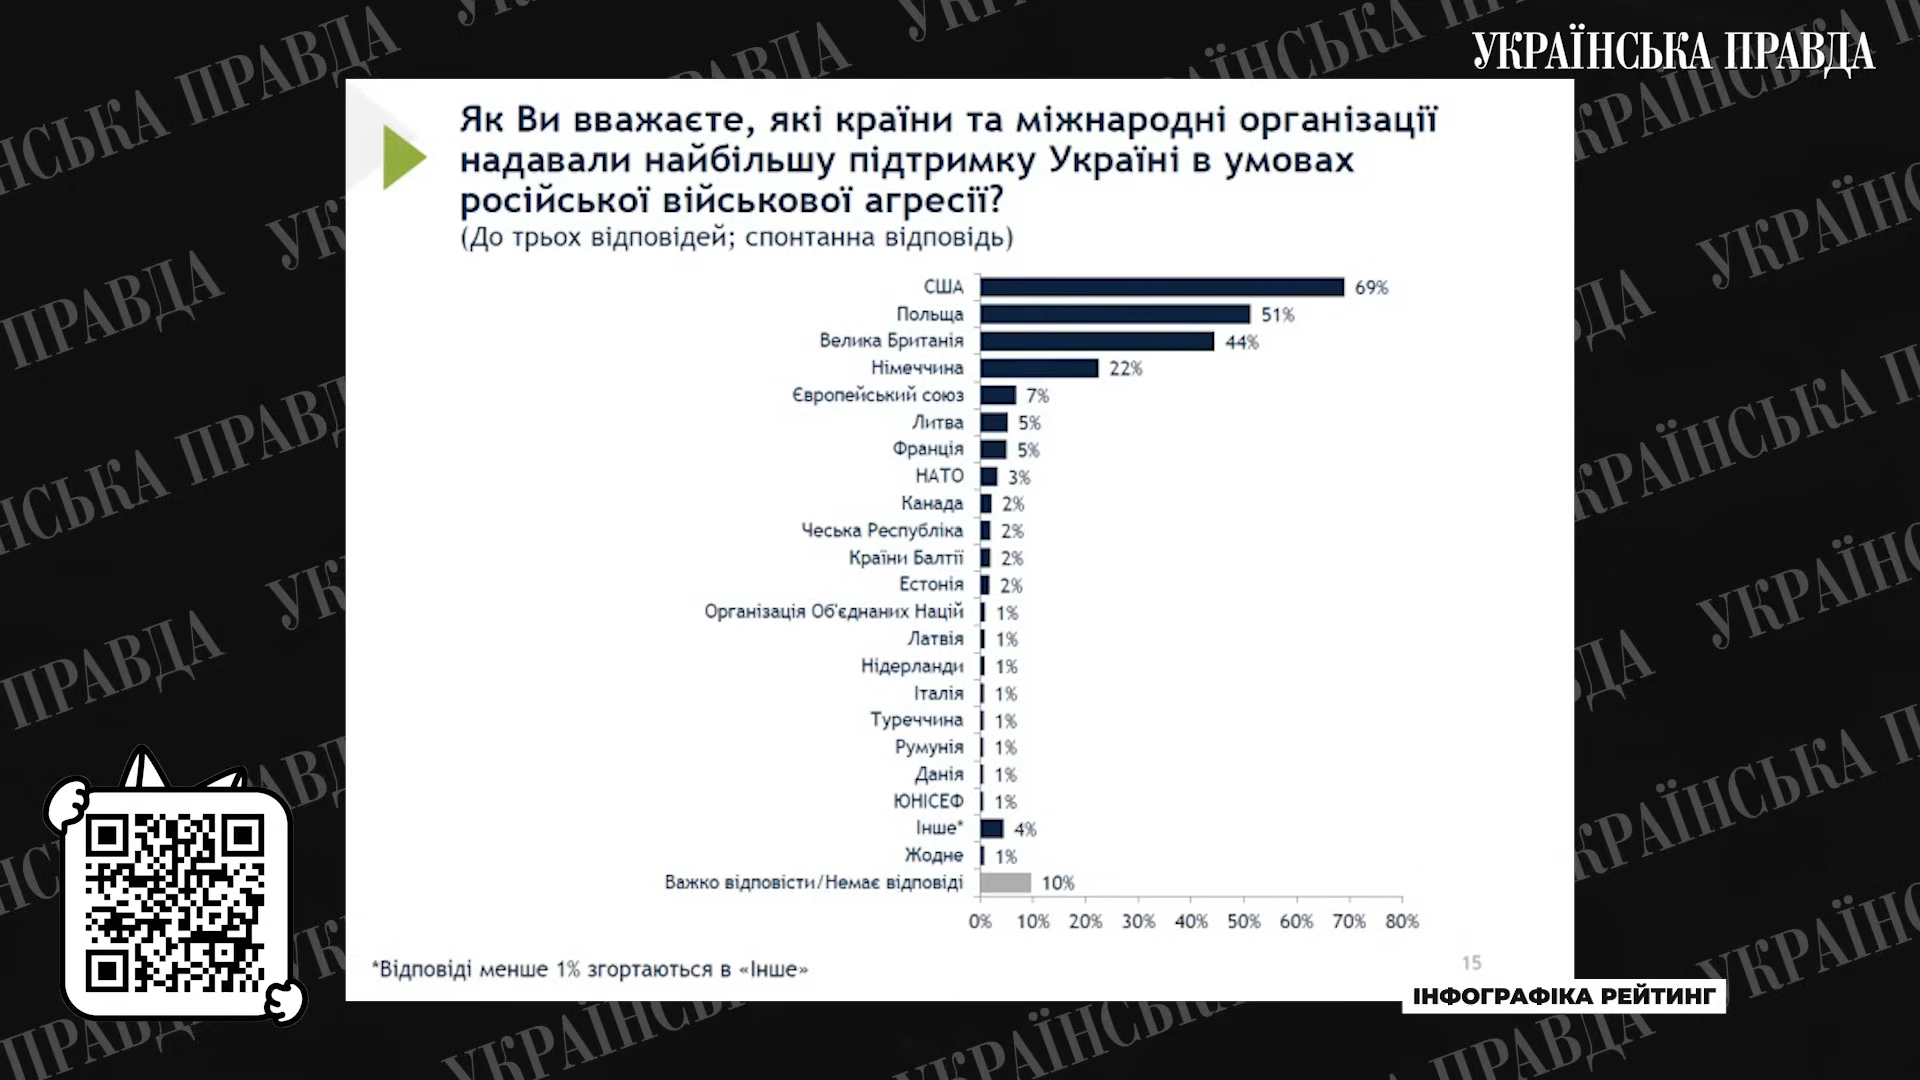 УКРАЇНСЬКА ПРАВДА
Як Ви вважаєте, які країни та міжнародні організації
надавали найбільшу підтримку Україні в умовах
російської військової агресії?
(До трьох відповідей; спонтанна відповідь)
США 69%
Польща 51%
Велика Британія 44%
Німеччина 22%
Європейський союз 7%
Литва 5%
Франція 5%
НАТО 3%
Канада 2%
Чеська Республіка 2%
Країни Балтії 2%
Естонія 2%
Організація Об'єднаних Націй 1%
Латвія 1%
Нідерланди 1%
Італія 1%
Туреччина 1%
Румунія 1%
Данія 1%
ЮНІСЕФ 1%
Інше* 4%
Жодне 1%
Важко відповісти/Немає відповіді 10%
0% 10% 20% 30% 40% 50% 60% 70% 80%
*Відповіді менше 1% згортаються в «Інше»
15
ІНФОГРАФІКА РЕЙТИНГ